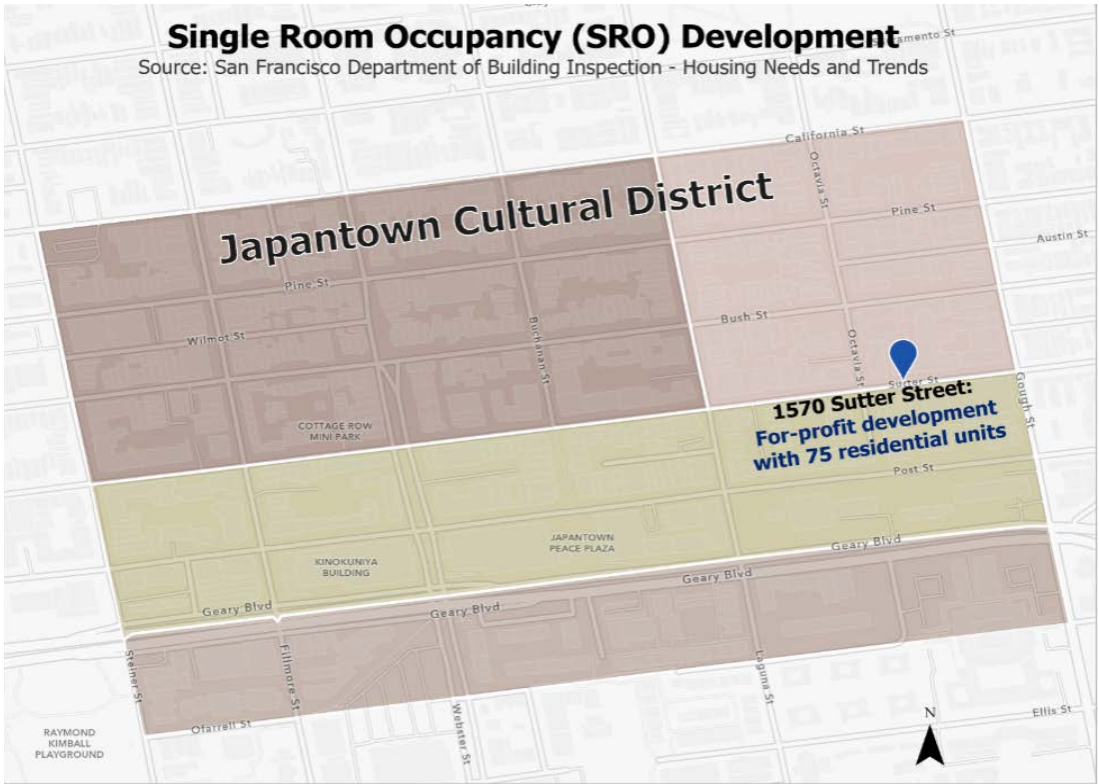 Single Room Occupancy (SRO) Development
Source: San Francisco Department of Building Inspection - Housing Needs and Trends
California St
Octavia St
Japantown Cultural District
Pine St
Austin St
Pine St
Bush St
Wilmot St
Buchanan St
Octavia St
Sutter St
Gough St
1570 Sutter Street:
For-profit development
with 75 residential units
COTTAGE ROW
MINI PARK
Post St
JAPANTOWN
PEACE PLAZA
Geary Blvd
KINOKUNIYA
BUILDING
Geary Blvd
Geary Blvd
Geary Blvd
Steiner St
Fillmore St
Laguna St
Webster St
Ofarrell St
Ellis St
N
RAYMOND
KIMBALL
PLAYGROUND